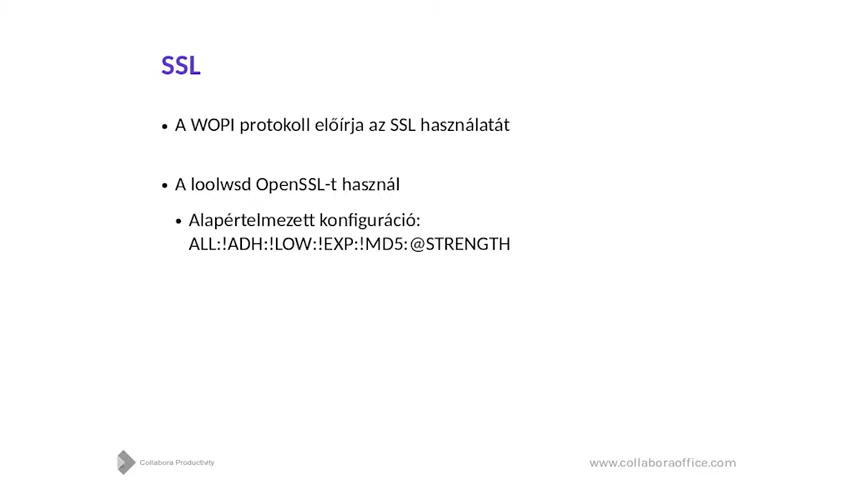 SSL
• A WOPI protokoll előírja az SSL használatát
• A loolwsd OpenSSL-t használ
• Alapértelmezett konfiguráció:
ALL:!ADH:!LOW:!EXP:!MD5:@STRENGTH
Collabora Productivity
www.collaboraoffice.com